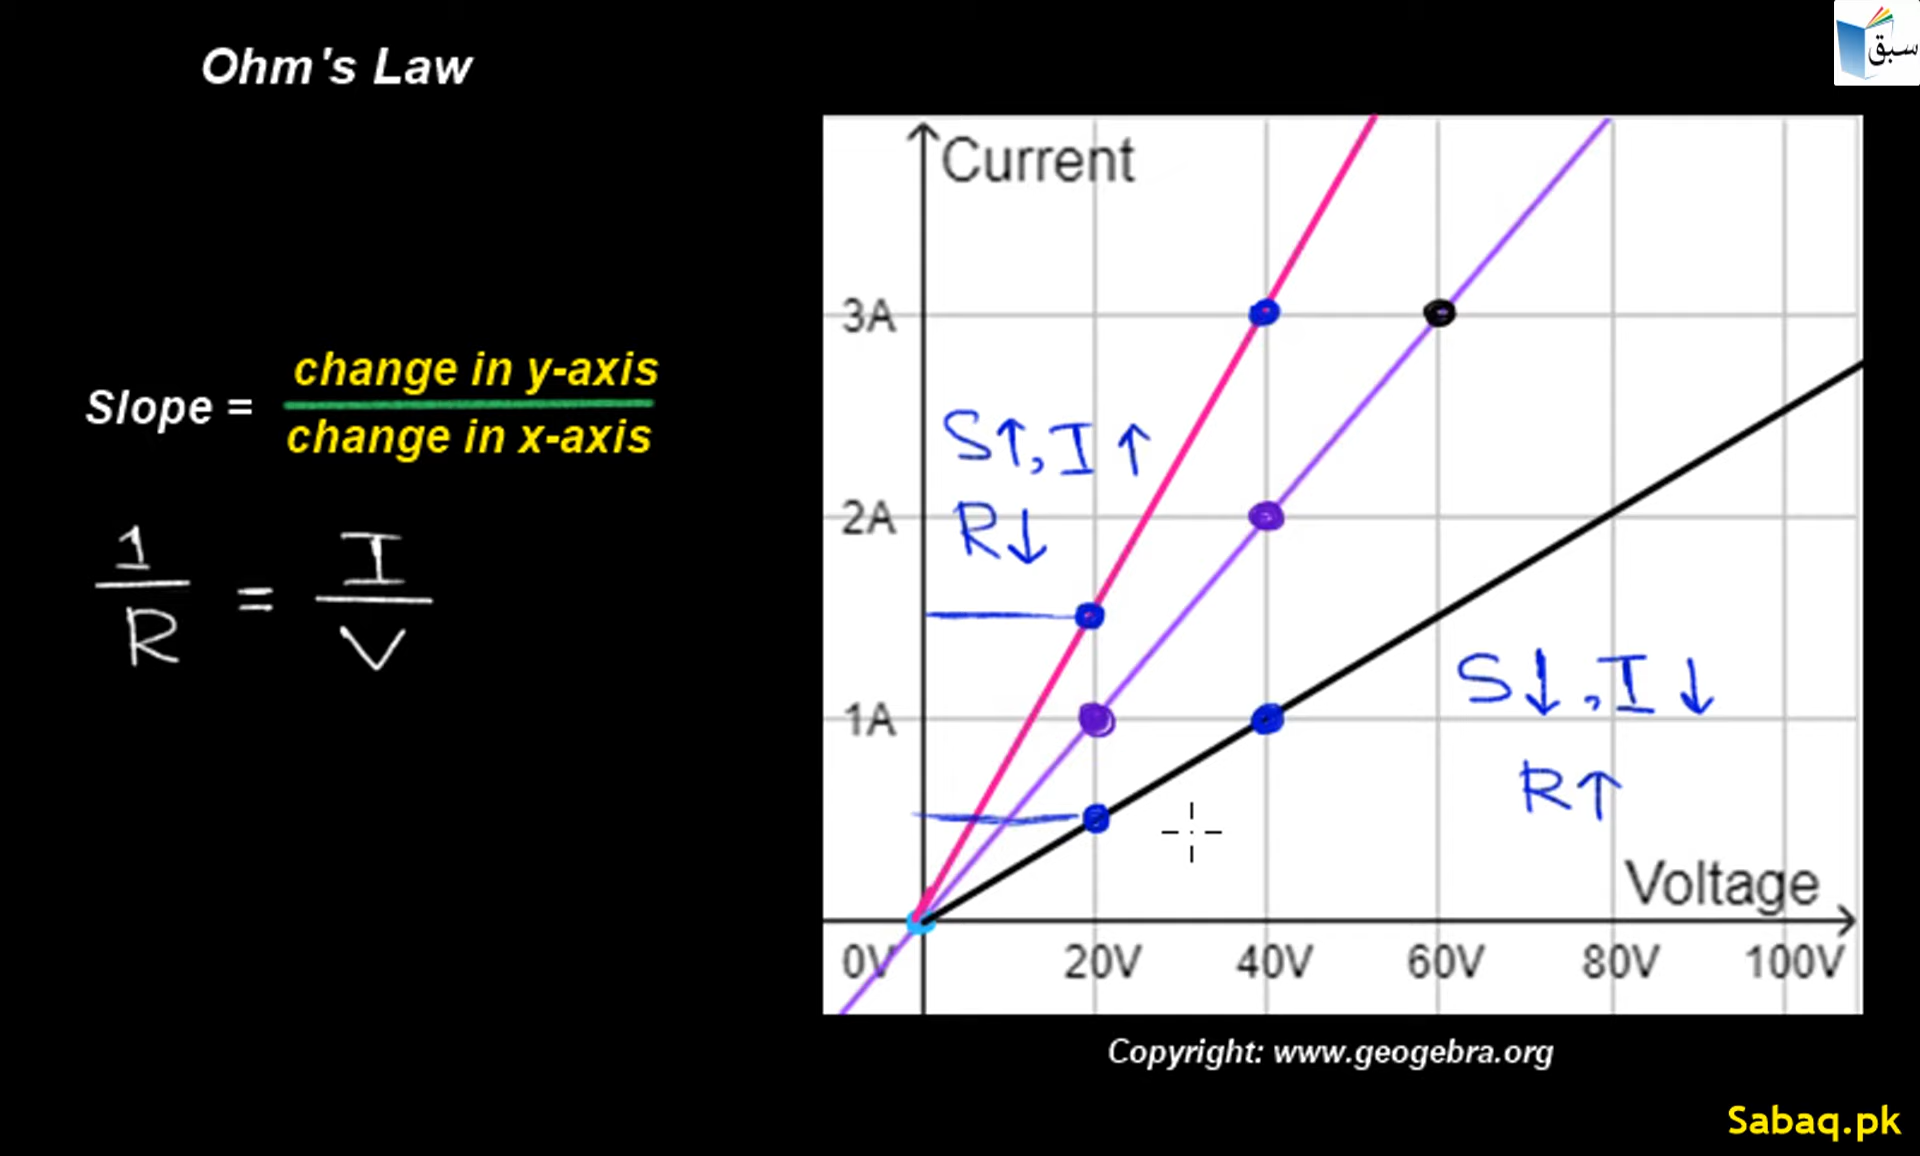 سبق
Ohm's Law
Current
3A
2A
1A
S↑, I↑
R↓
Slope = change in y-axis
change in x-axis
1/R = I/V
S↓, I↓
R↑
Voltage
0V 20V 40V 60V 80V 100V
Copyright: www.geogebra.org
Sabaq.pk